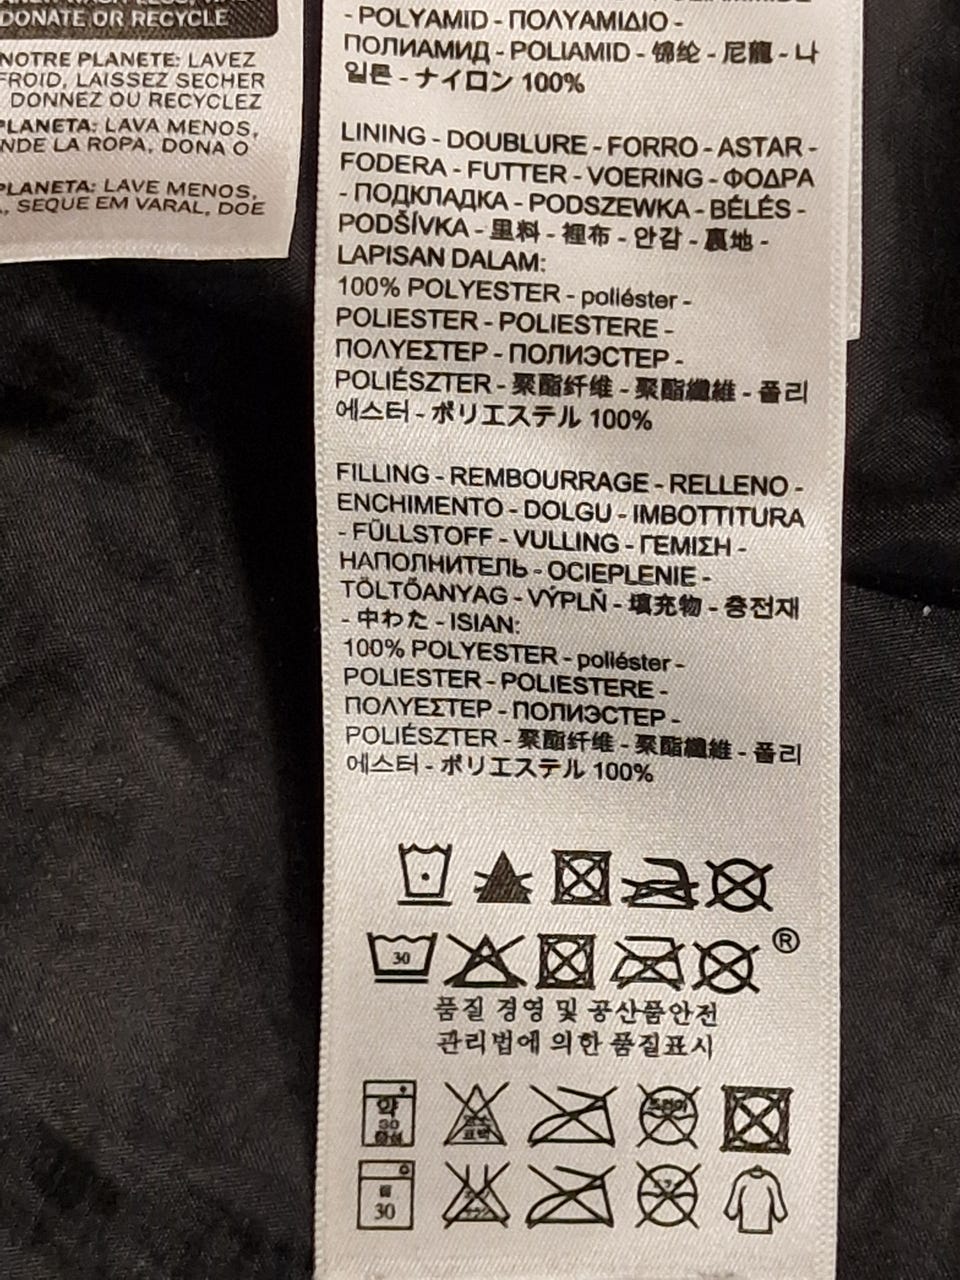 DONATE OR RECYCLE
NOTRE PLANETE: LAVEZ
FROID, LAISSEZ SECHER
DONNEZ OU RECYCLEZ
PLANETA: LAVA MENOS,
NDE LA ROPA, DONA O
PLANETA: LAVE MENOS,
, SEQUE EM VARAL, DOE
- POLYAMID - ΠΟΛΥΑΜΙΔΙΟ -
ПОЛИАМИД - POLIAMID - 锦纶 - 尼龍 - 나
일론 - ナイロン 100%
LINING - DOUBLURE - FORRO - ASTAR -
FODERA - FUTTER - VOERING - ΦΟΔΡΑ
- ПОДКЛАДКА - PODSZEWKA - BÉLÉS -
PODŠÍVKA - 里料 - 裡布 - 안감 - 裏地 -
LAPISAN DALAM:
100% POLYESTER - poliéster -
POLIESTER - POLIESTERE -
ΠΟΛΥΕΣΤΕΡ - ПОЛИЭСТЕР -
POLIÉSZTER - 聚酯纤维 - 聚酯纖維 - 폴리
에스터 - ポリエステル 100%
FILLING - REMBOURRAGE - RELLENO -
ENCHIMENTO - DOLGU - IMBOTTITURA
- FÜLLSTOFF - VULLING - ΓΕΜΙΣΗ -
НАПОЛНИТЕЛЬ - OCIEPLENIE -
TÖLTŐANYAG - VÝPLŇ - 填充物 - 충전재
- 中わた - ISIAN:
100% POLYESTER - poliéster -
POLIESTER - POLIESTERE -
ΠΟΛΥΕΣΤΕΡ - ПОЛИЭСТЕР -
POLIÉSZTER - 聚酯纤维 - 聚酯纖維 - 폴리
에스터 - ポリエステル 100%
30 ®
품질 경영 및 공산품안전
관리법에 의한 품질표시
약
30
중성
30